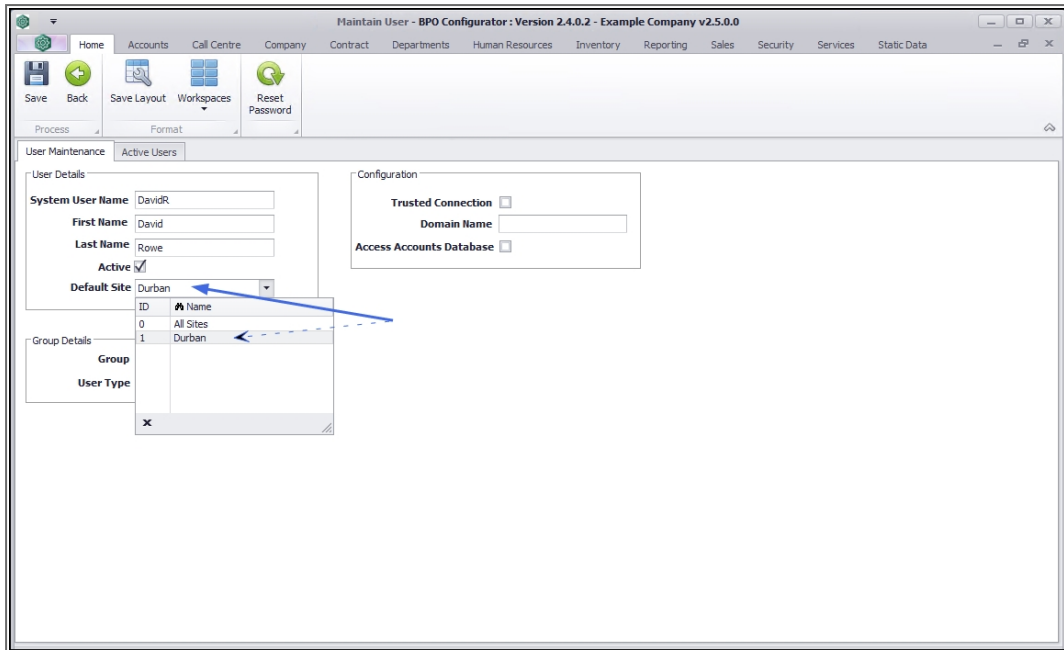 Maintain User - BPO Configurator : Version 2.4.0.2 - Example Company v2.5.0.0
Home Accounts Call Centre Company Contract Departments Human Resources Inventory Reporting Sales Security Services Static Data
Save Back Save Layout Workspaces Reset Password
Process Format
User Maintenance Active Users
User Details
System User Name DavidR
First Name David
Last Name Rowe
Active
Default Site Durban
ID Name
0 All Sites
1 Durban
Group Details
Group
User Type
x
Configuration
Trusted Connection
Domain Name
Access Accounts Database